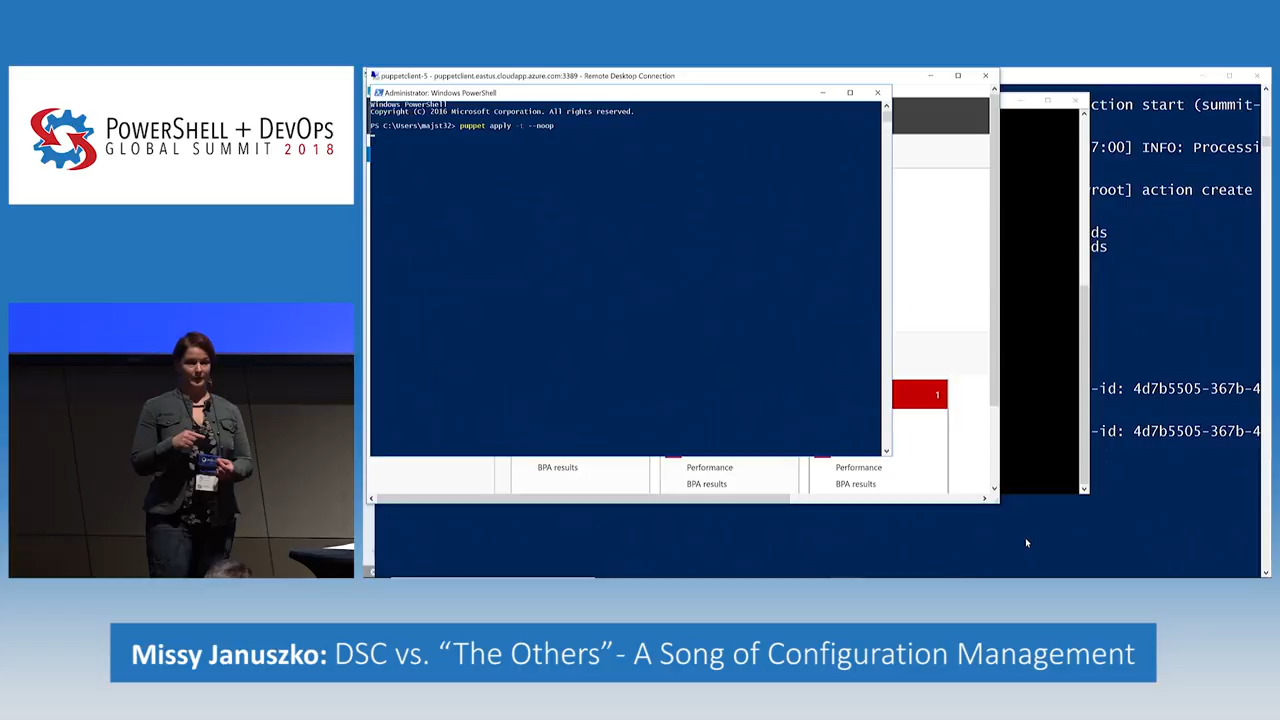 POWERSHELL + DEVOPS
GLOBAL SUMMIT 2018
puppetclient-5 - puppetclient.eastus.cloudapp.azure.com:3389 - Remote Desktop Connection
Administrator: Windows PowerShell
Windows PowerShell
Copyright (C) 2016 Microsoft Corporation. All rights reserved.
PS C:\Users\majst32> puppet apply -t --noop
ction start (summit-
7:00] INFO: Processi
root] action create
ds
ds
-id: 4d7b5505-367b-4
-id: 4d7b5505-367b-4
1
BPA results
Performance
BPA results
Performance
BPA results
Missy Januszko: DSC vs. “The Others”- A Song of Configuration Management